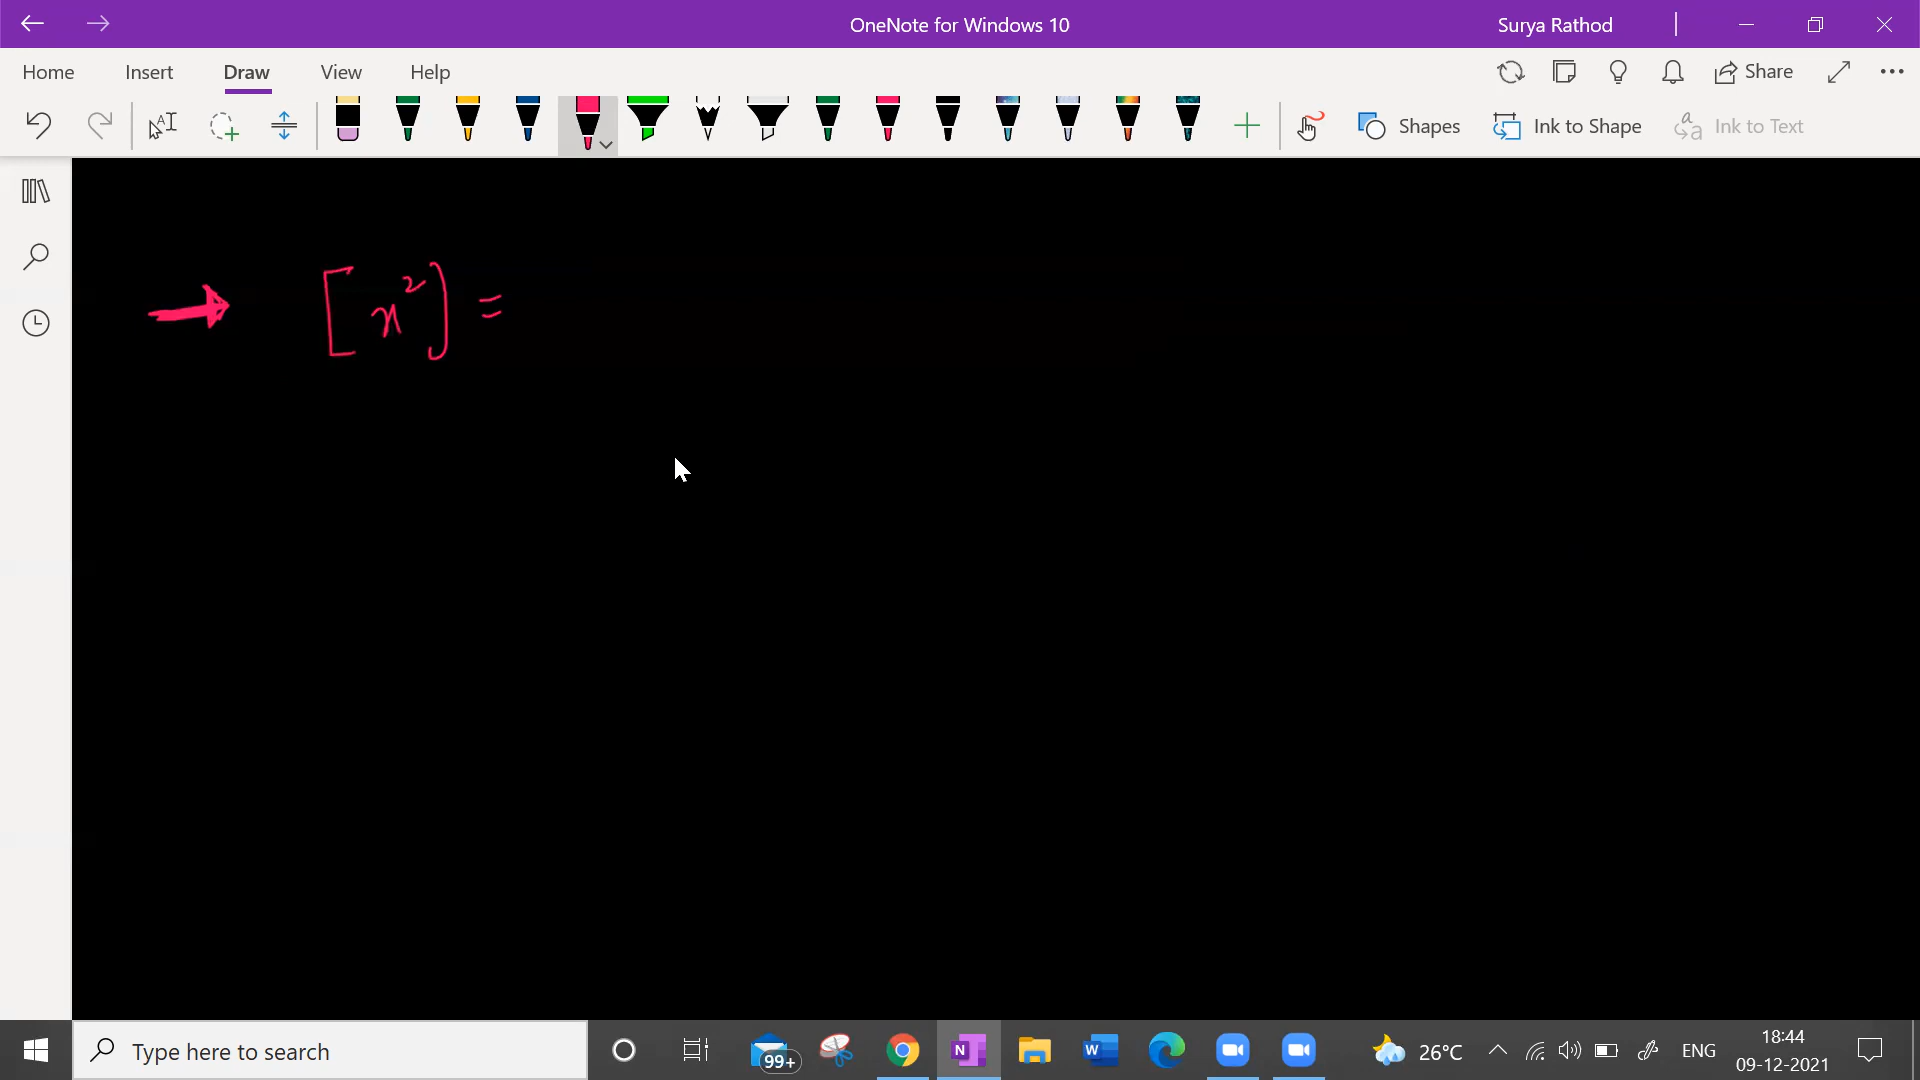 OneNote for Windows 10
Surya Rathod
Home Insert Draw View Help
Share
Shapes Ink to Shape Ink to Text
→ [x²] =
Type here to search
99+
26°C
ENG
18:44
09-12-2021